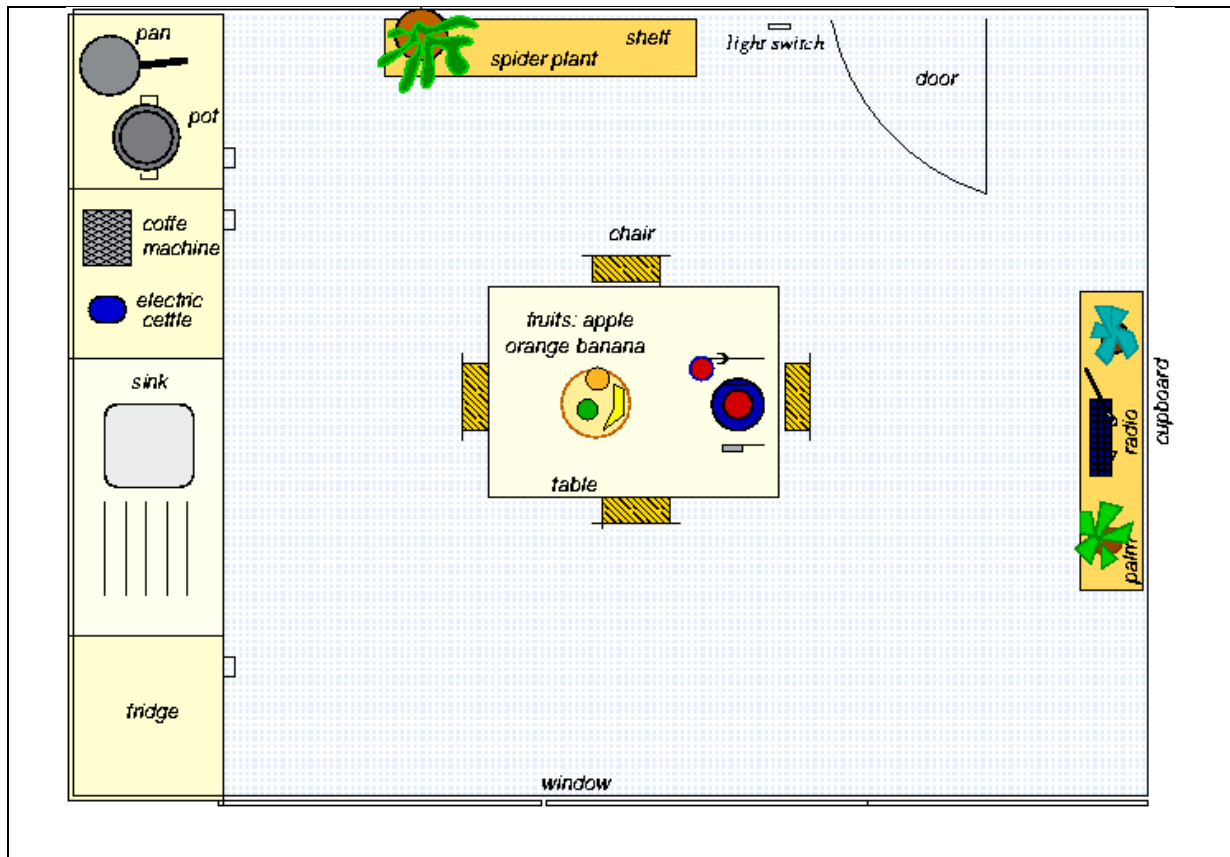 pan
pot
shelf
spider plant
light switch
door
coffe
machine
electric
cettle
chair
fruits: apple
orange banana
table
sink
radio
palm
cupboard
fridge
window